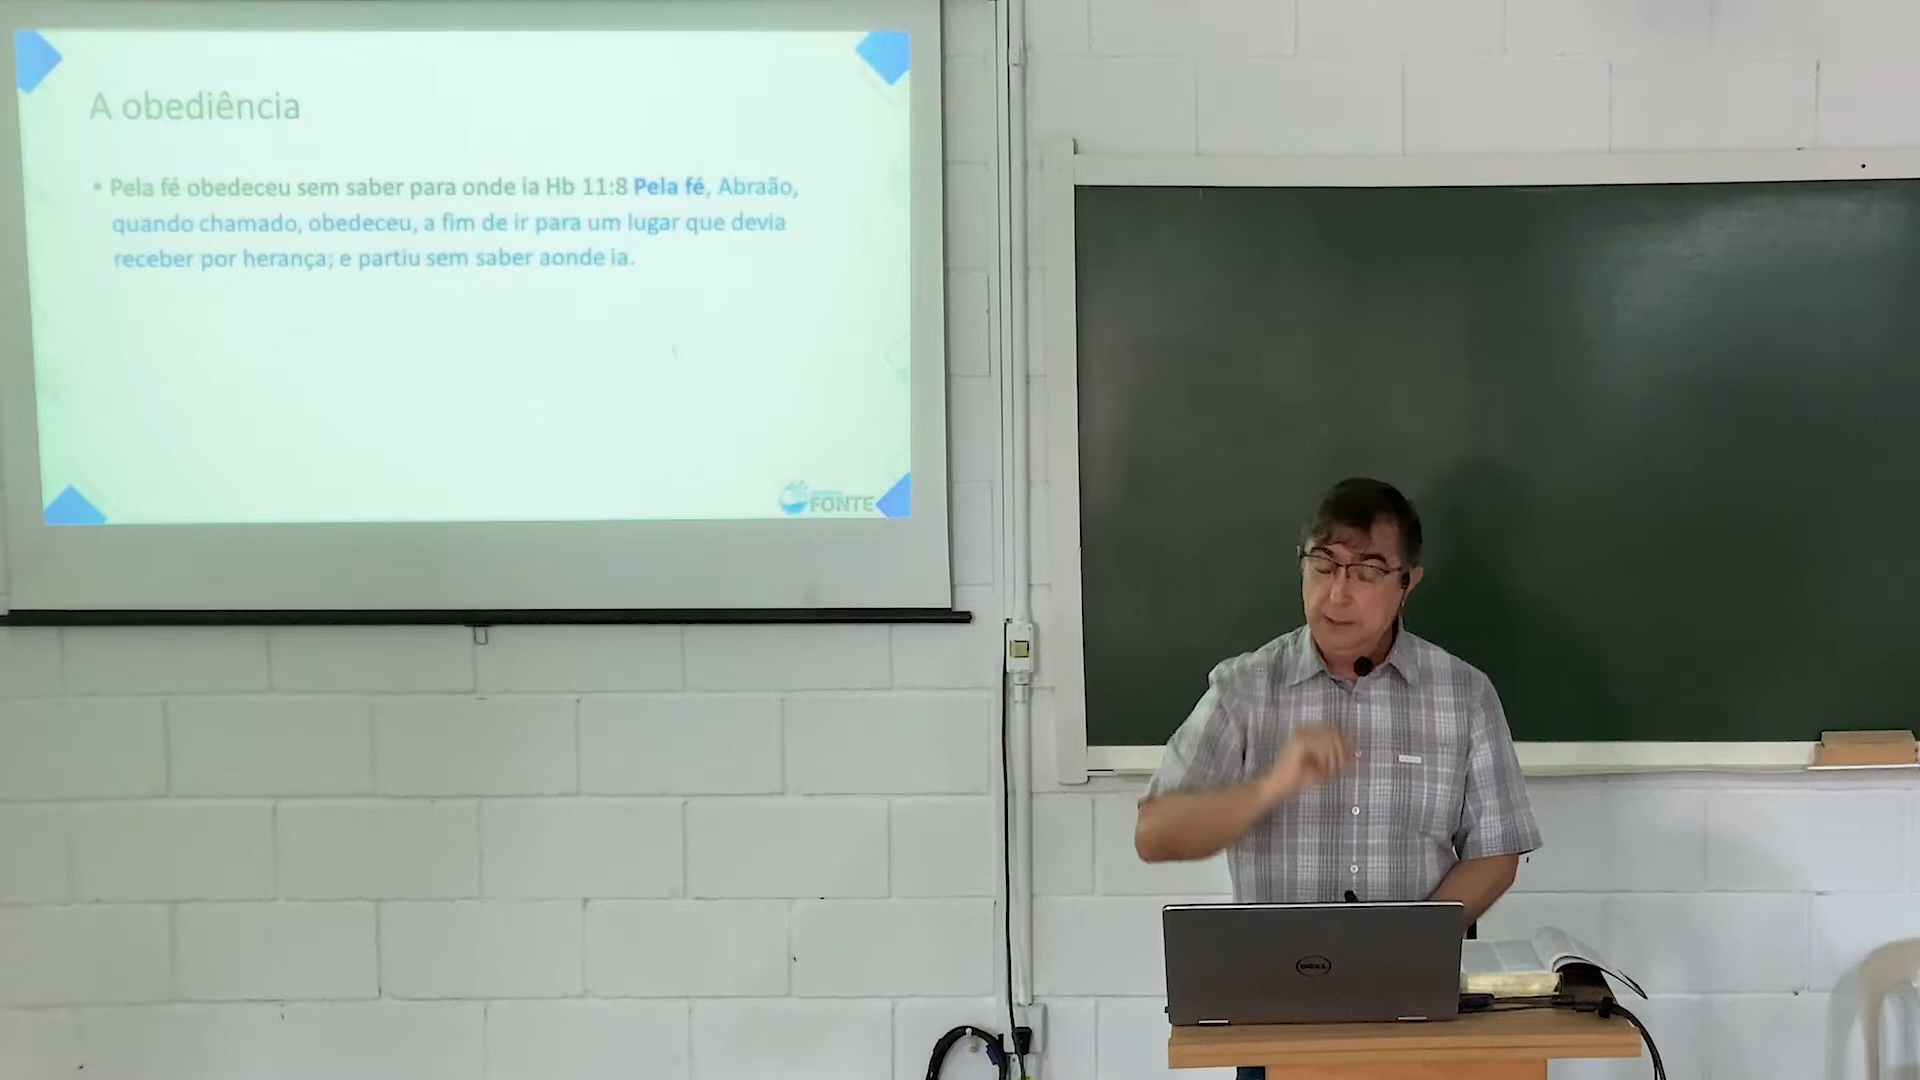 A obediência
• Pela fé obedeceu sem saber para onde ia Hb 11:8 Pela fé, Abraão,
quando chamado, obedeceu, a fim de ir para um lugar que devia
receber por herança; e partiu sem saber aonde ia.
FONTE
DELL